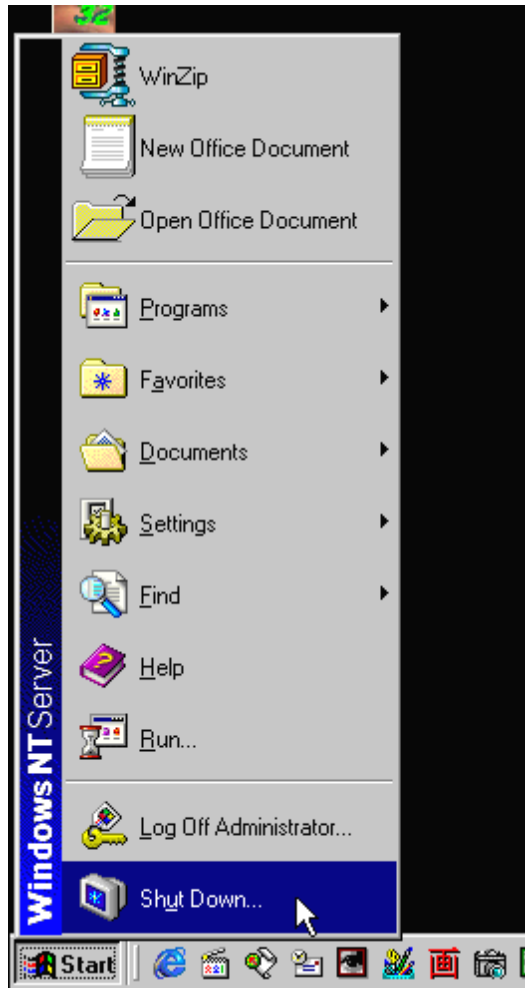 WinZip
New Office Document
Open Office Document
Programs
Favorites
Documents
Settings
Find
Help
Run...
Log Off Administrator...
Shut Down...
Windows NT Server
Start
画